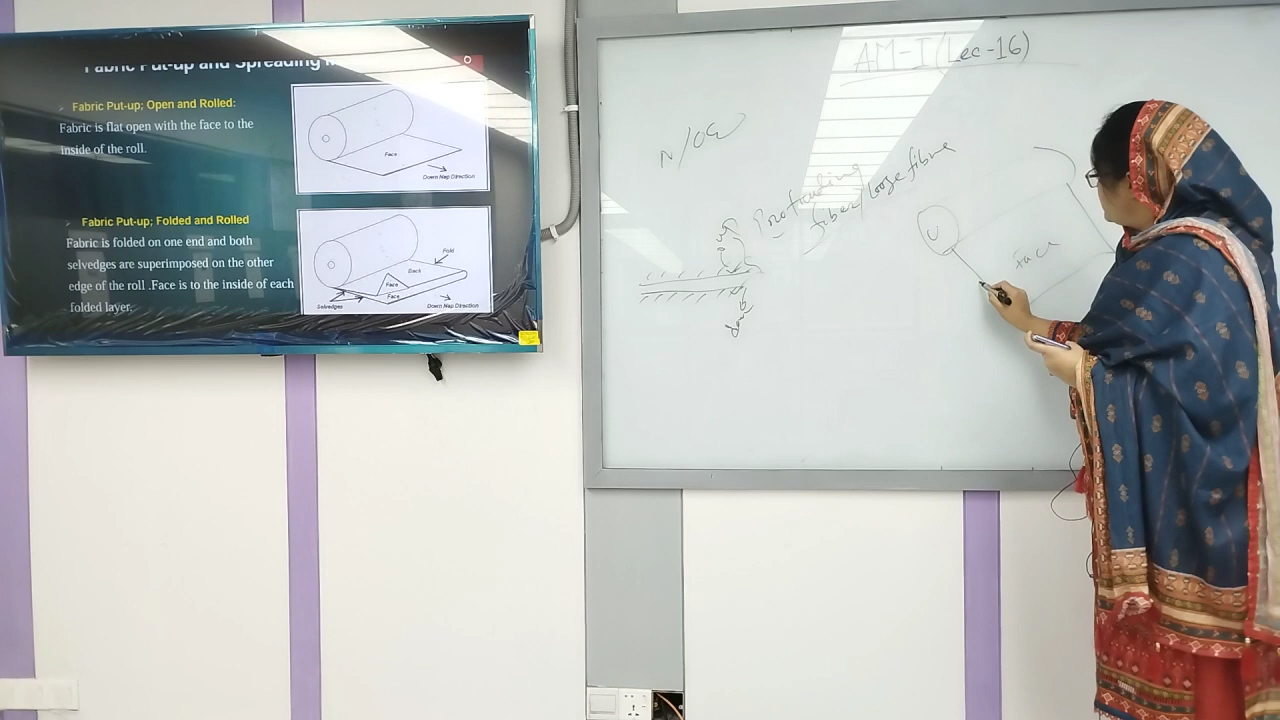 Fabric Put-up and Spreading
Fabric Put-up; Open and Rolled:
Fabric is flat open with the face to the
inside of the roll.
Face
Down Nap Direction
Fabric Put-up; Folded and Rolled
Fabric is folded on one end and both
selvedges are superimposed on the other
edge of the roll .Face is to the inside of each
folded layer.
Fold
Back
Face
Face
Selvedges
Down Nap Direction
AM-I (Lec-16)
N/OW
Protruding
fiber/loose fibre
up
down
Face